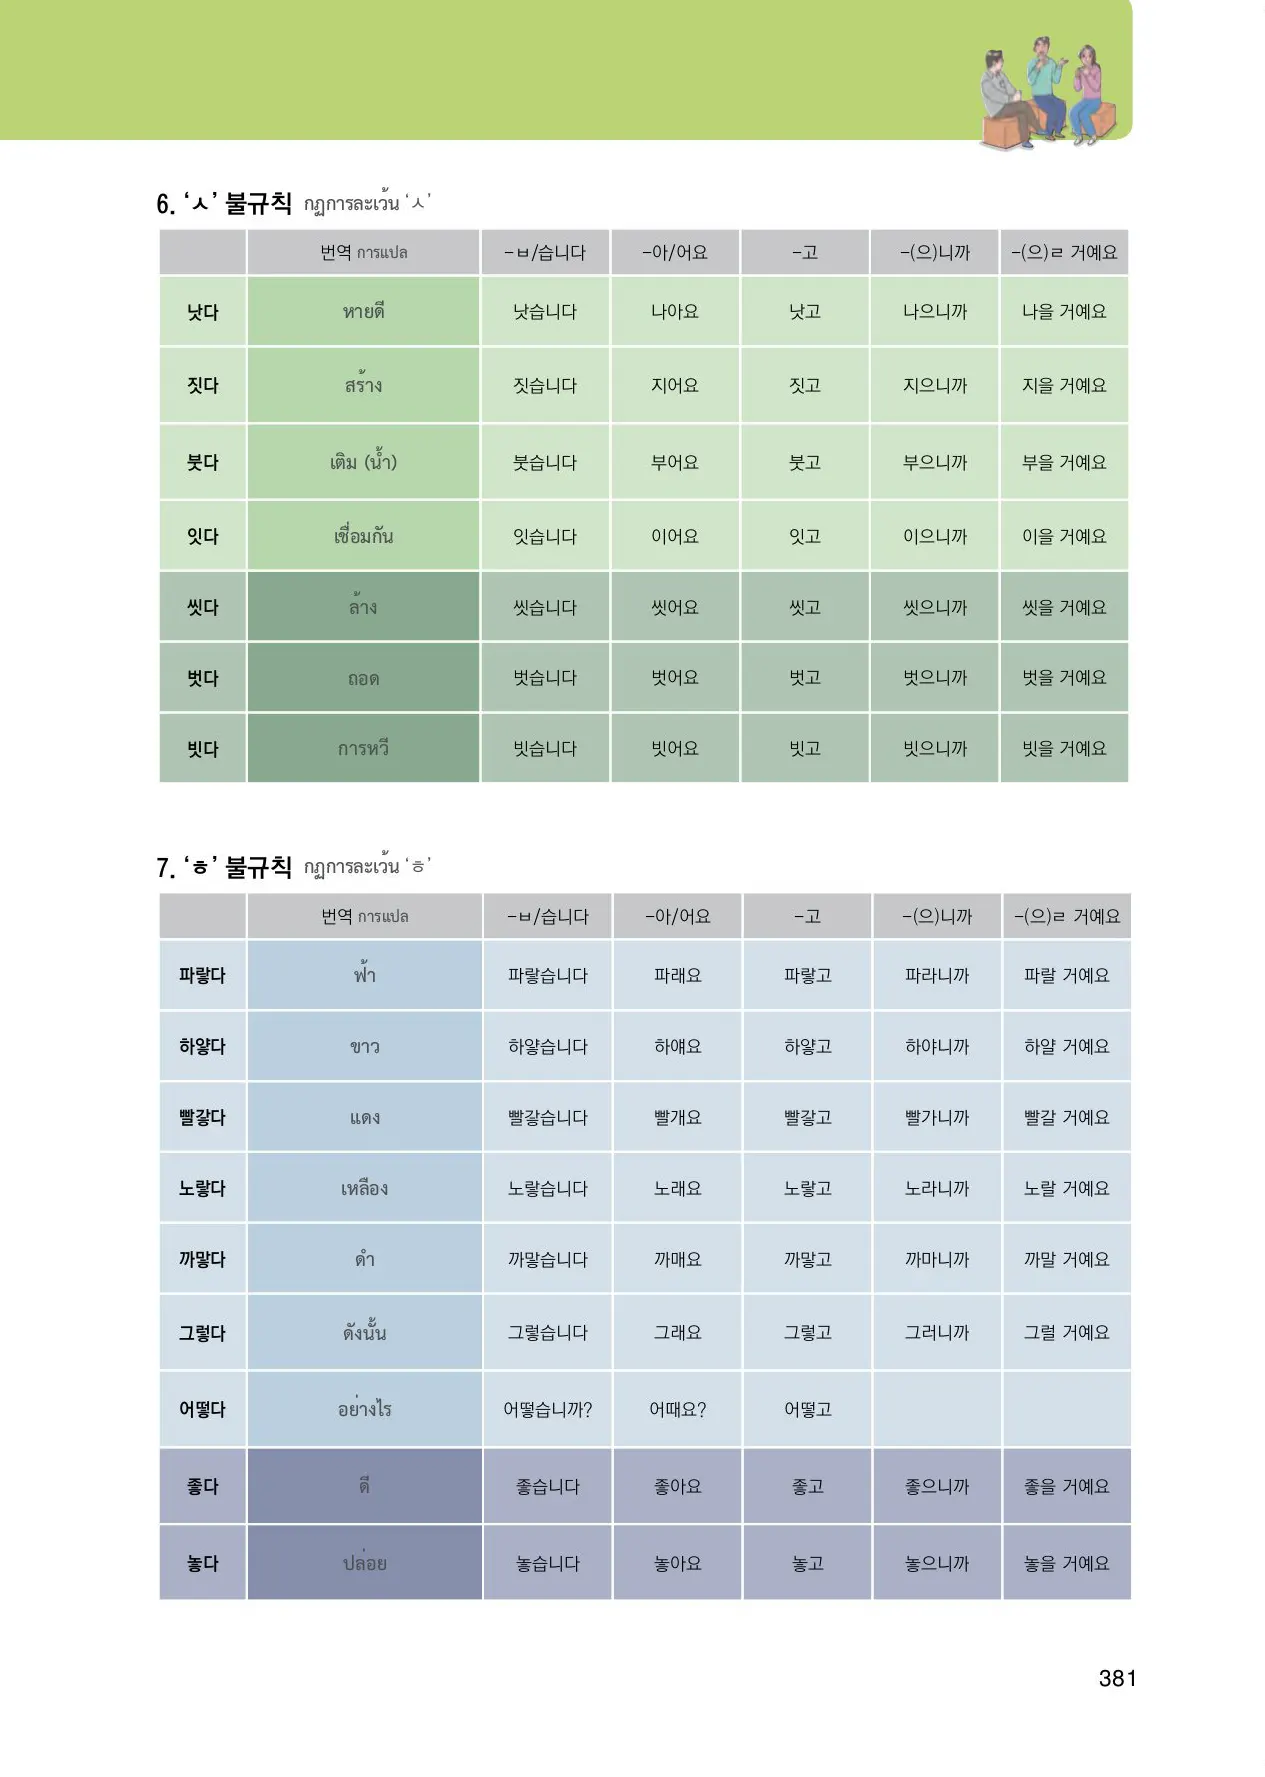 6. ‘ㅅ’ 불규칙 กฏการละเว้น ‘ㅅ’
번역 การแปล -ㅂ/습니다 -아/어요 -고 -(으)니까 -(으)ㄹ 거예요
낫다 หายดี 낫습니다 나아요 낫고 나으니까 나을 거예요
짓다 สร้าง 짓습니다 지어요 짓고 지으니까 지을 거예요
붓다 เติม (น้ำ) 붓습니다 부어요 붓고 부으니까 부을 거예요
잇다 เชื่อมกัน 잇습니다 이어요 잇고 이으니까 이을 거예요
씻다 ล้าง 씻습니다 씻어요 씻고 씻으니까 씻을 거예요
벗다 ถอด 벗습니다 벗어요 벗고 벗으니까 벗을 거예요
빗다 การหวี 빗습니다 빗어요 빗고 빗으니까 빗을 거예요
7. ‘ㅎ’ 불규칙 กฏการละเว้น ‘ㅎ’
번역 การแปล -ㅂ/습니다 -아/어요 -고 -(으)니까 -(으)ㄹ 거예요
파랗다 ฟ้า 파랗습니다 파래요 파랗고 파라니까 파랄 거예요
하얗다 ขาว 하얗습니다 하얘요 하얗고 하야니까 하얄 거예요
빨갛다 แดง 빨갛습니다 빨개요 빨갛고 빨가니까 빨갈 거예요
노랗다 เหลือง 노랗습니다 노래요 노랗고 노라니까 노랄 거예요
까맣다 ดำ 까맣습니다 까매요 까맣고 까마니까 까말 거예요
그렇다 ดังนั้น 그렇습니다 그래요 그렇고 그러니까 그럴 거예요
어떻다 อย่างไร 어떻습니까? 어때요? 어떻고
좋다 ดี 좋습니다 좋아요 좋고 좋으니까 좋을 거예요
놓다 ปล่อย 놓습니다 놓아요 놓고 놓으니까 놓을 거예요
381